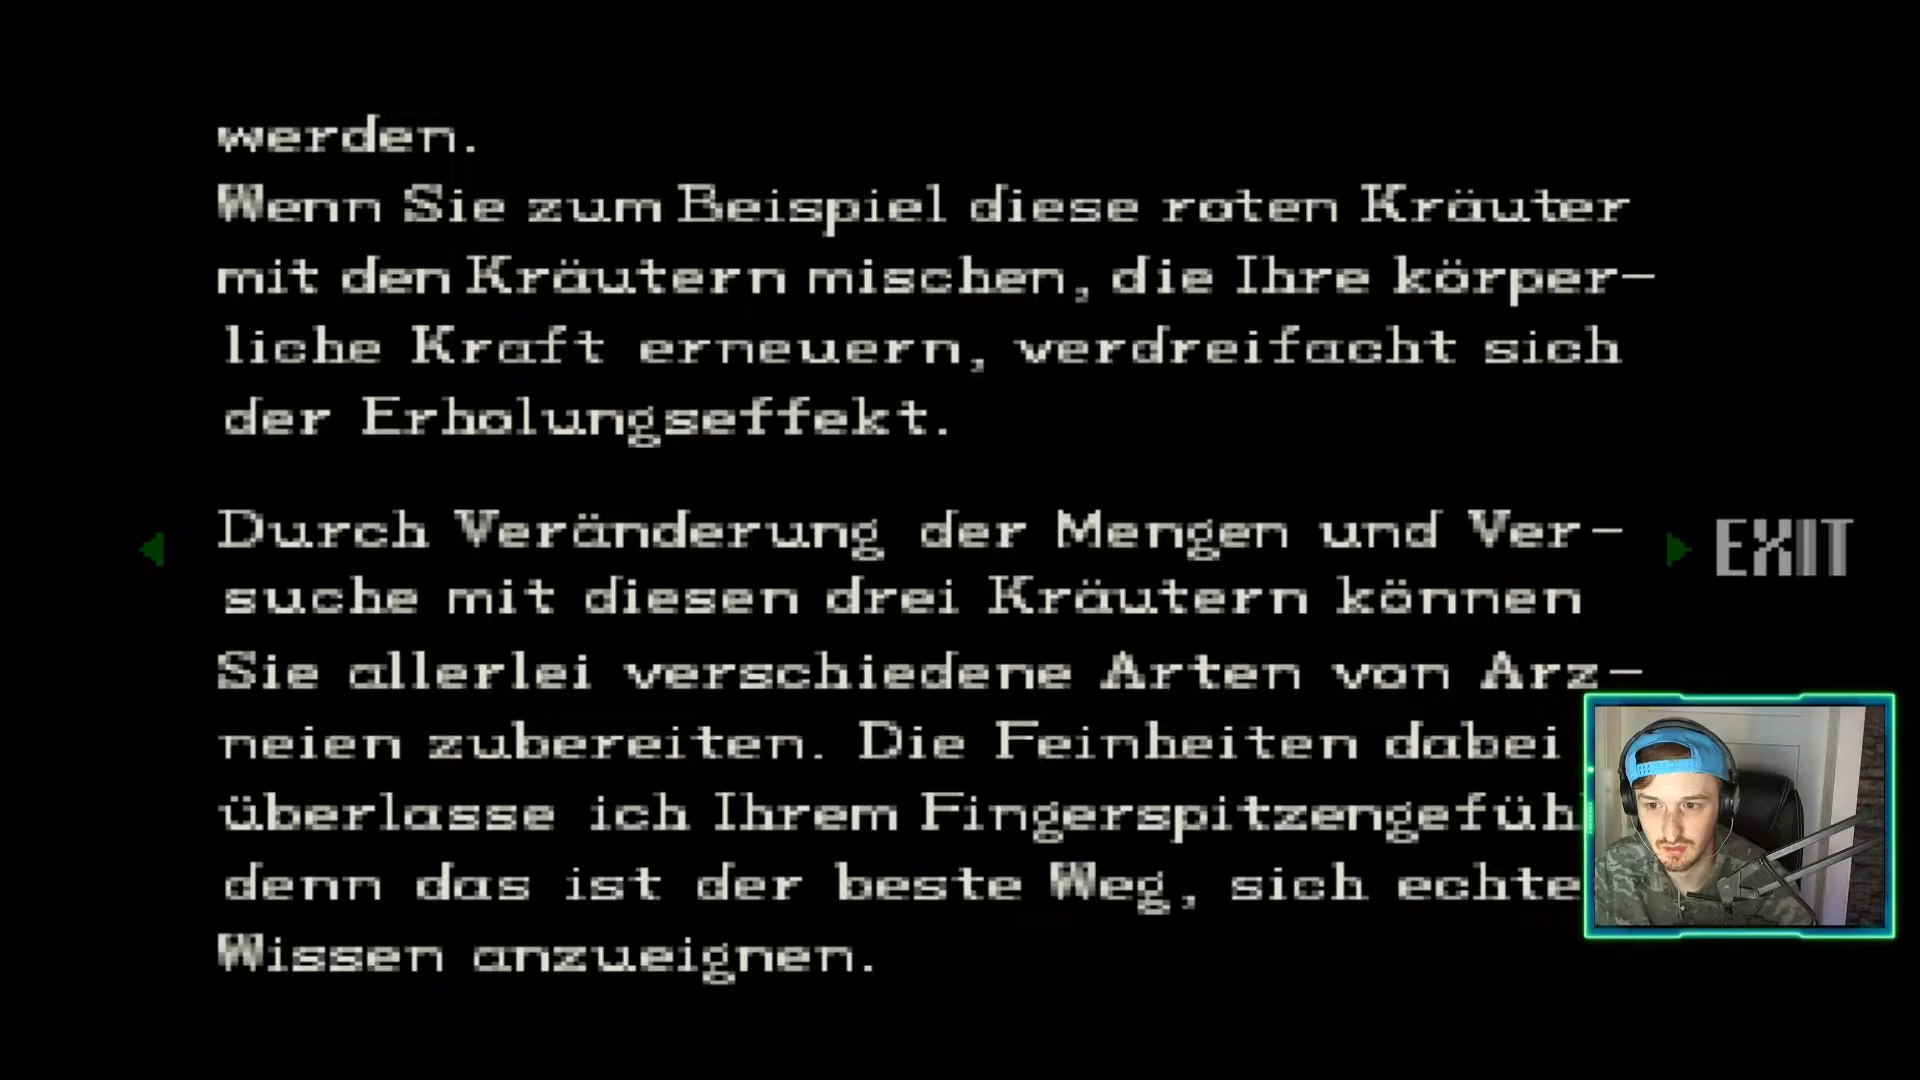 werden.
Wenn Sie zum Beispiel diese roten Kräuter
mit den Kräutern mischen, die Ihre körper-
liche Kraft erneuern, verdreifacht sich
der Erholungseffekt.
Durch Veränderung der Mengen und Ver-
suche mit diesen drei Kräutern können
Sie allerlei verschiedene Arten von Arz-
neien zubereiten. Die Feinheiten dabei
überlasse ich Ihrem
denn das ist der beste Weg, sich echte
Wissen anzueignen.
EXIT